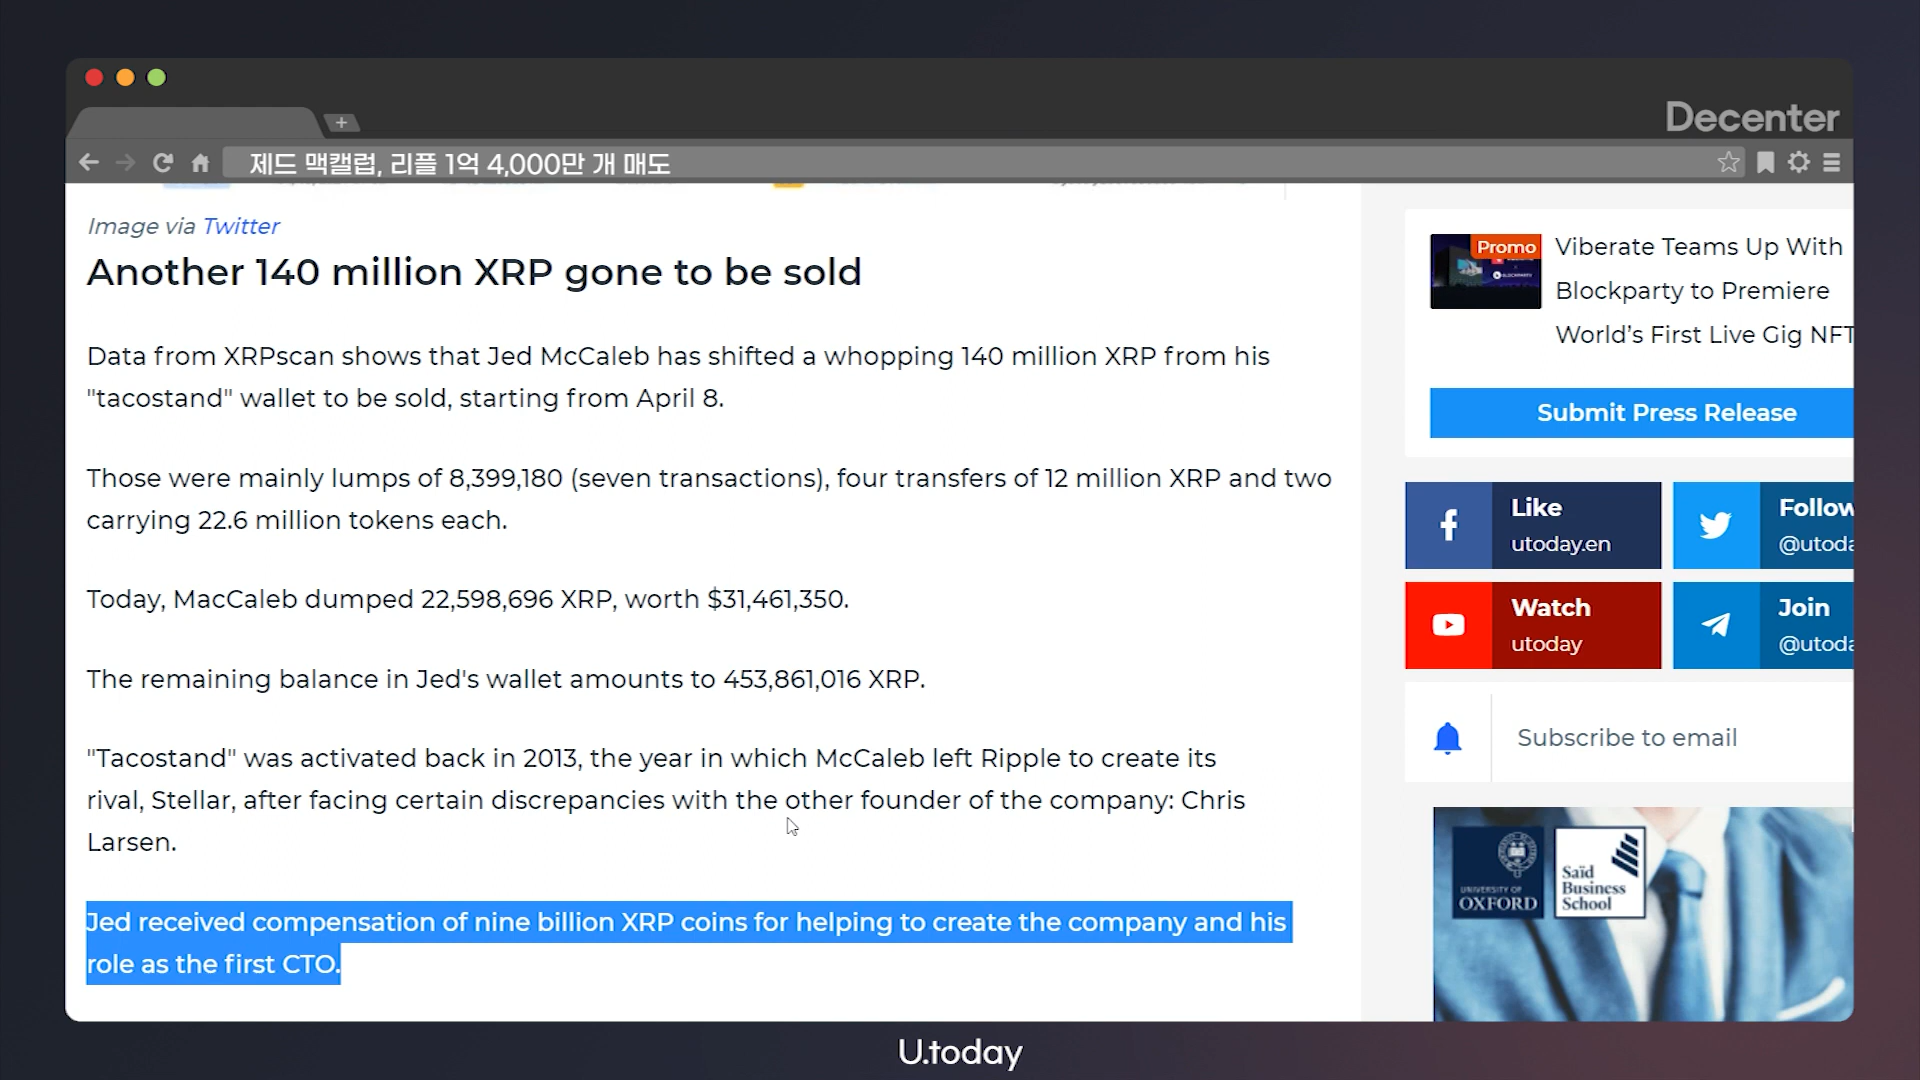 Decenter
제드 맥캘럽, 리플 1억 4,000만 개 매도
Image via Twitter
Another 140 million XRP gone to be sold
Data from XRPscan shows that Jed McCaleb has shifted a whopping 140 million XRP from his
"tacostand" wallet to be sold, starting from April 8.
Those were mainly lumps of 8,399,180 (seven transactions), four transfers of 12 million XRP and two
carrying 22.6 million tokens each.
Today, MacCaleb dumped 22,598,696 XRP, worth $31,461,350.
The remaining balance in Jed's wallet amounts to 453,861,016 XRP.
"Tacostand" was activated back in 2013, the year in which McCaleb left Ripple to create its
rival, Stellar, after facing certain discrepancies with the other founder of the company: Chris
Larsen.
Jed received compensation of nine billion XRP coins for helping to create the company and his
role as the first CTO.
Promo
Viberate Teams Up With
Blockparty to Premiere
World's First Live Gig NFT
Submit Press Release
Like
utoday.en
Follow
@utoda
Watch
utoday
Join
@utoda
Subscribe to email
UNIVERSITY OF
OXFORD
Saïd
Business
School
U.today